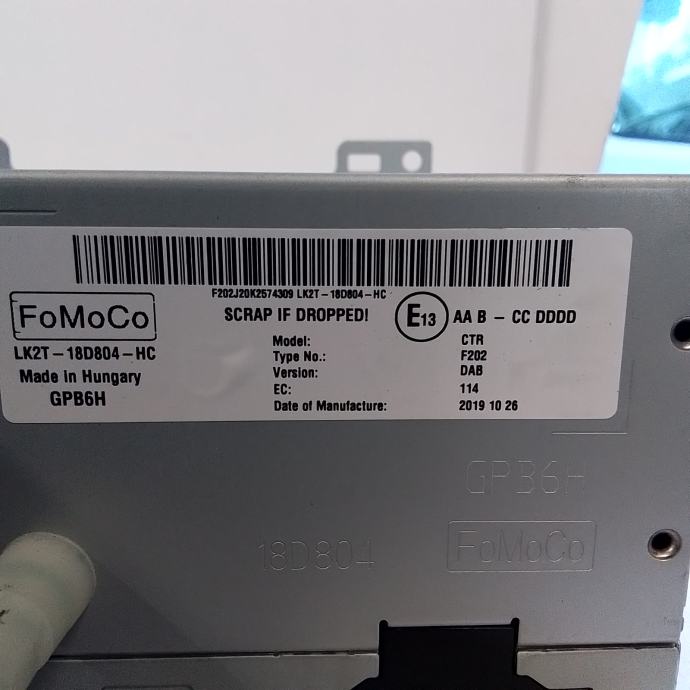 F202J20K2574309 LK2T-18D804-HC
FoMoCo
SCRAP IF DROPPED!
E13
AA B - CC DDDD
LK2T-18D804-HC
Made in Hungary
GPB6H
Model: CTR
Type No.: F202
Version: DAB
EC: 114
Date of Manufacture: 2019 10 26
GPB6H
18D804
FoMoCo